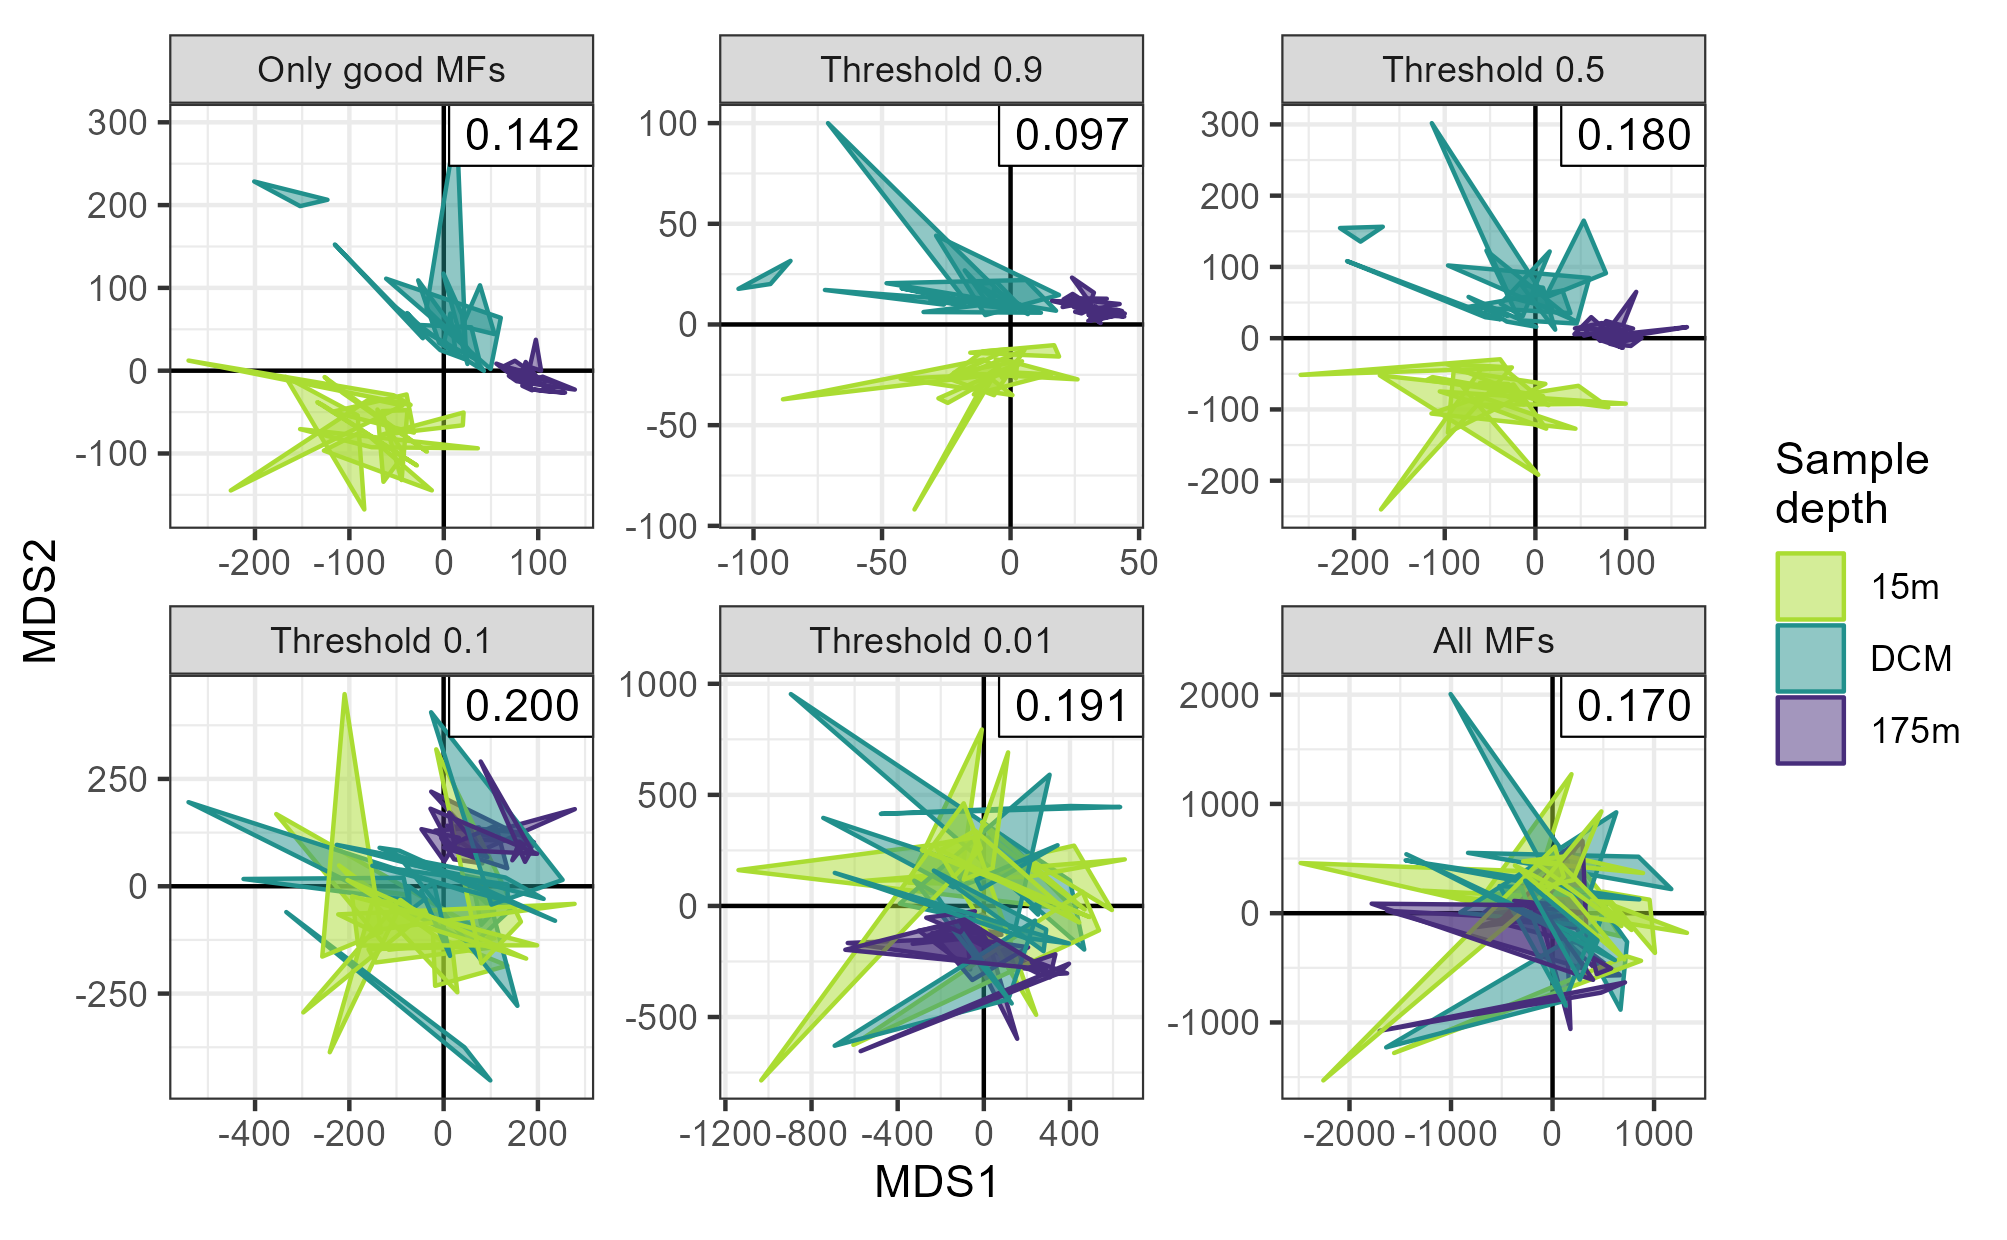 Only good MFs
Threshold 0.9
Threshold 0.5
0.142
0.097
0.180
300
200
100
0
-100
100
50
0
-50
-100
300
200
100
0
-100
-200
-200 -100 0 100
-100 -50 0 50
-200 -100 0 100
Threshold 0.1
Threshold 0.01
All MFs
0.200
0.191
0.170
250
0
-250
1000
500
0
-500
2000
1000
0
-1000
-400 -200 0 200
-1200 -800 -400 0 400
-2000 -1000 0 1000
MDS1
MDS2
Sample
depth
15m
DCM
175m